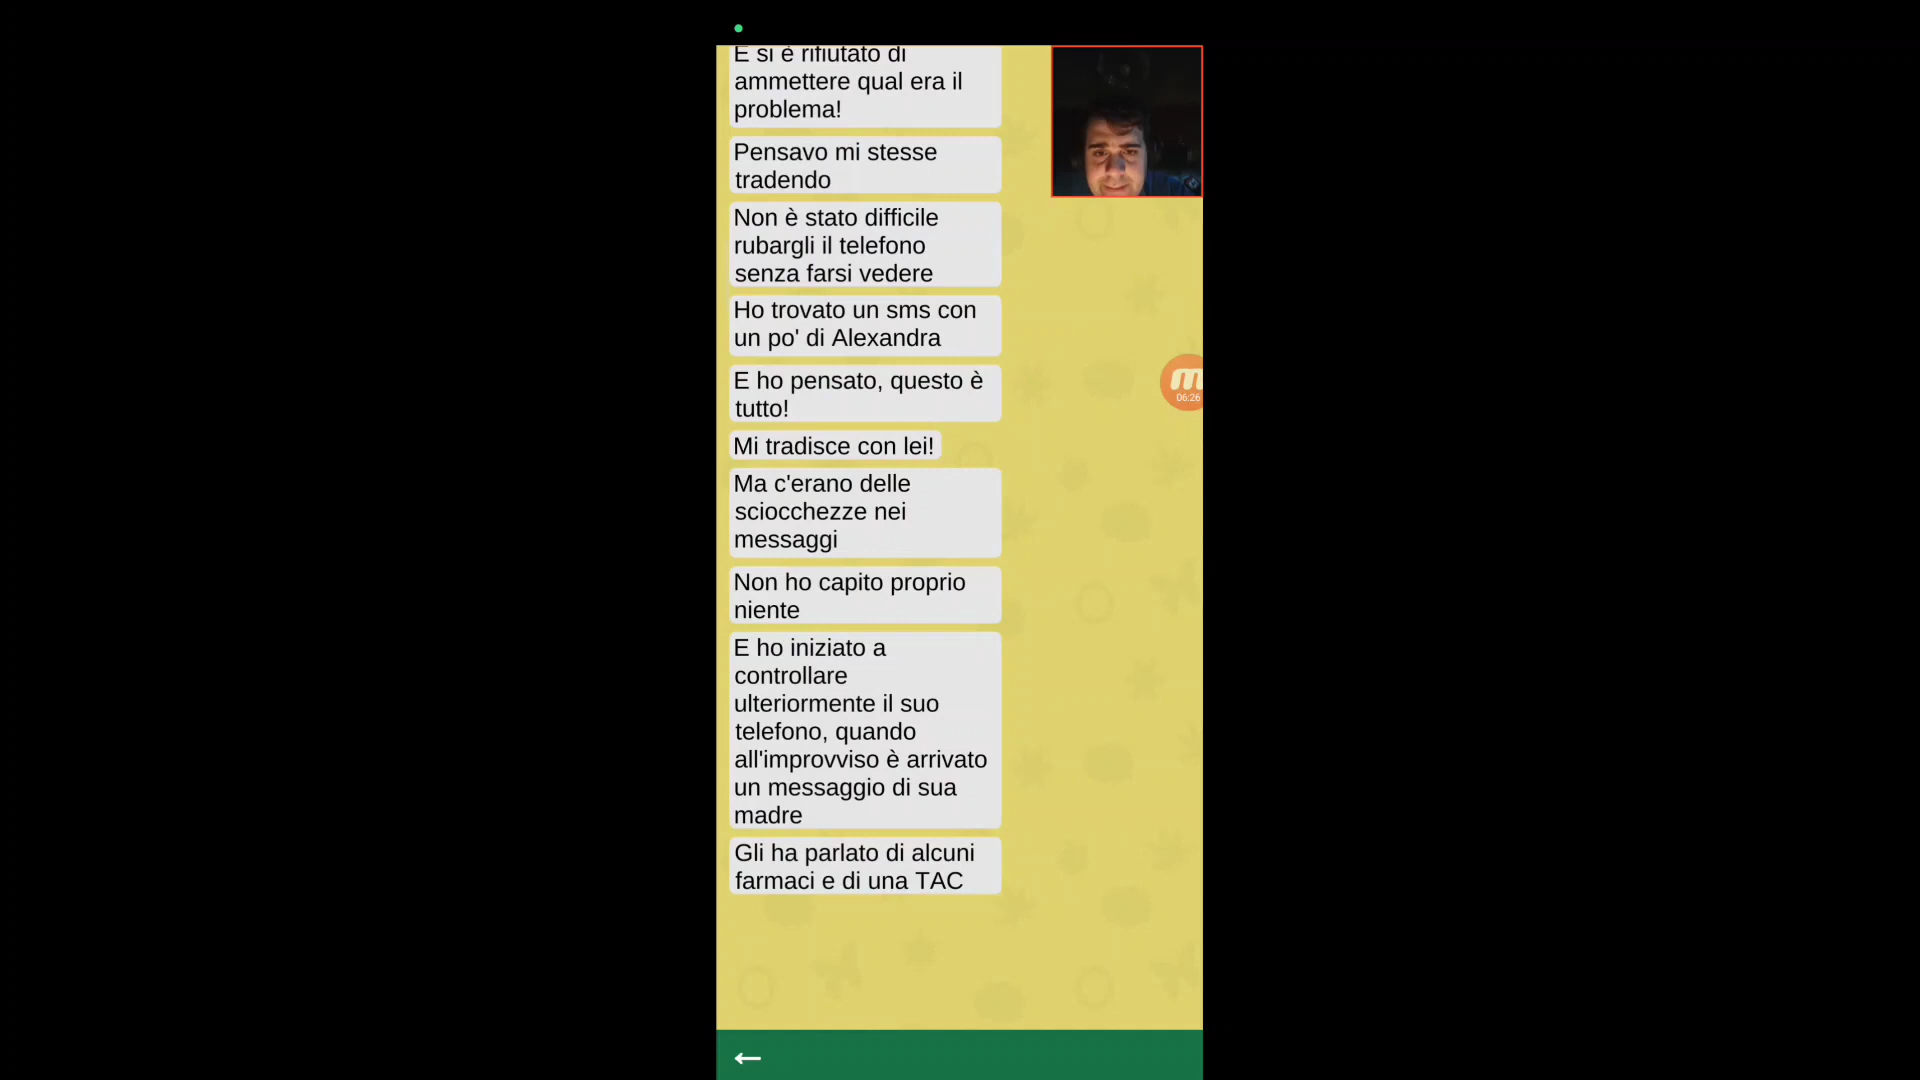 E si è rifiutato di
ammettere qual era il
problema!
Pensavo mi stesse
tradendo
Non è stato difficile
rubargli il telefono
senza farsi vedere
Ho trovato un sms con
un po' di Alexandra
E ho pensato, questo è
tutto!
Mi tradisce con lei!
Ma c'erano delle
sciocchezze nei
messaggi
Non ho capito proprio
niente
E ho iniziato a
controllare
ulteriormente il suo
telefono, quando
all'improvviso è arrivato
un messaggio di sua
madre
Gli ha parlato di alcuni
farmaci e di una TAC
06:26